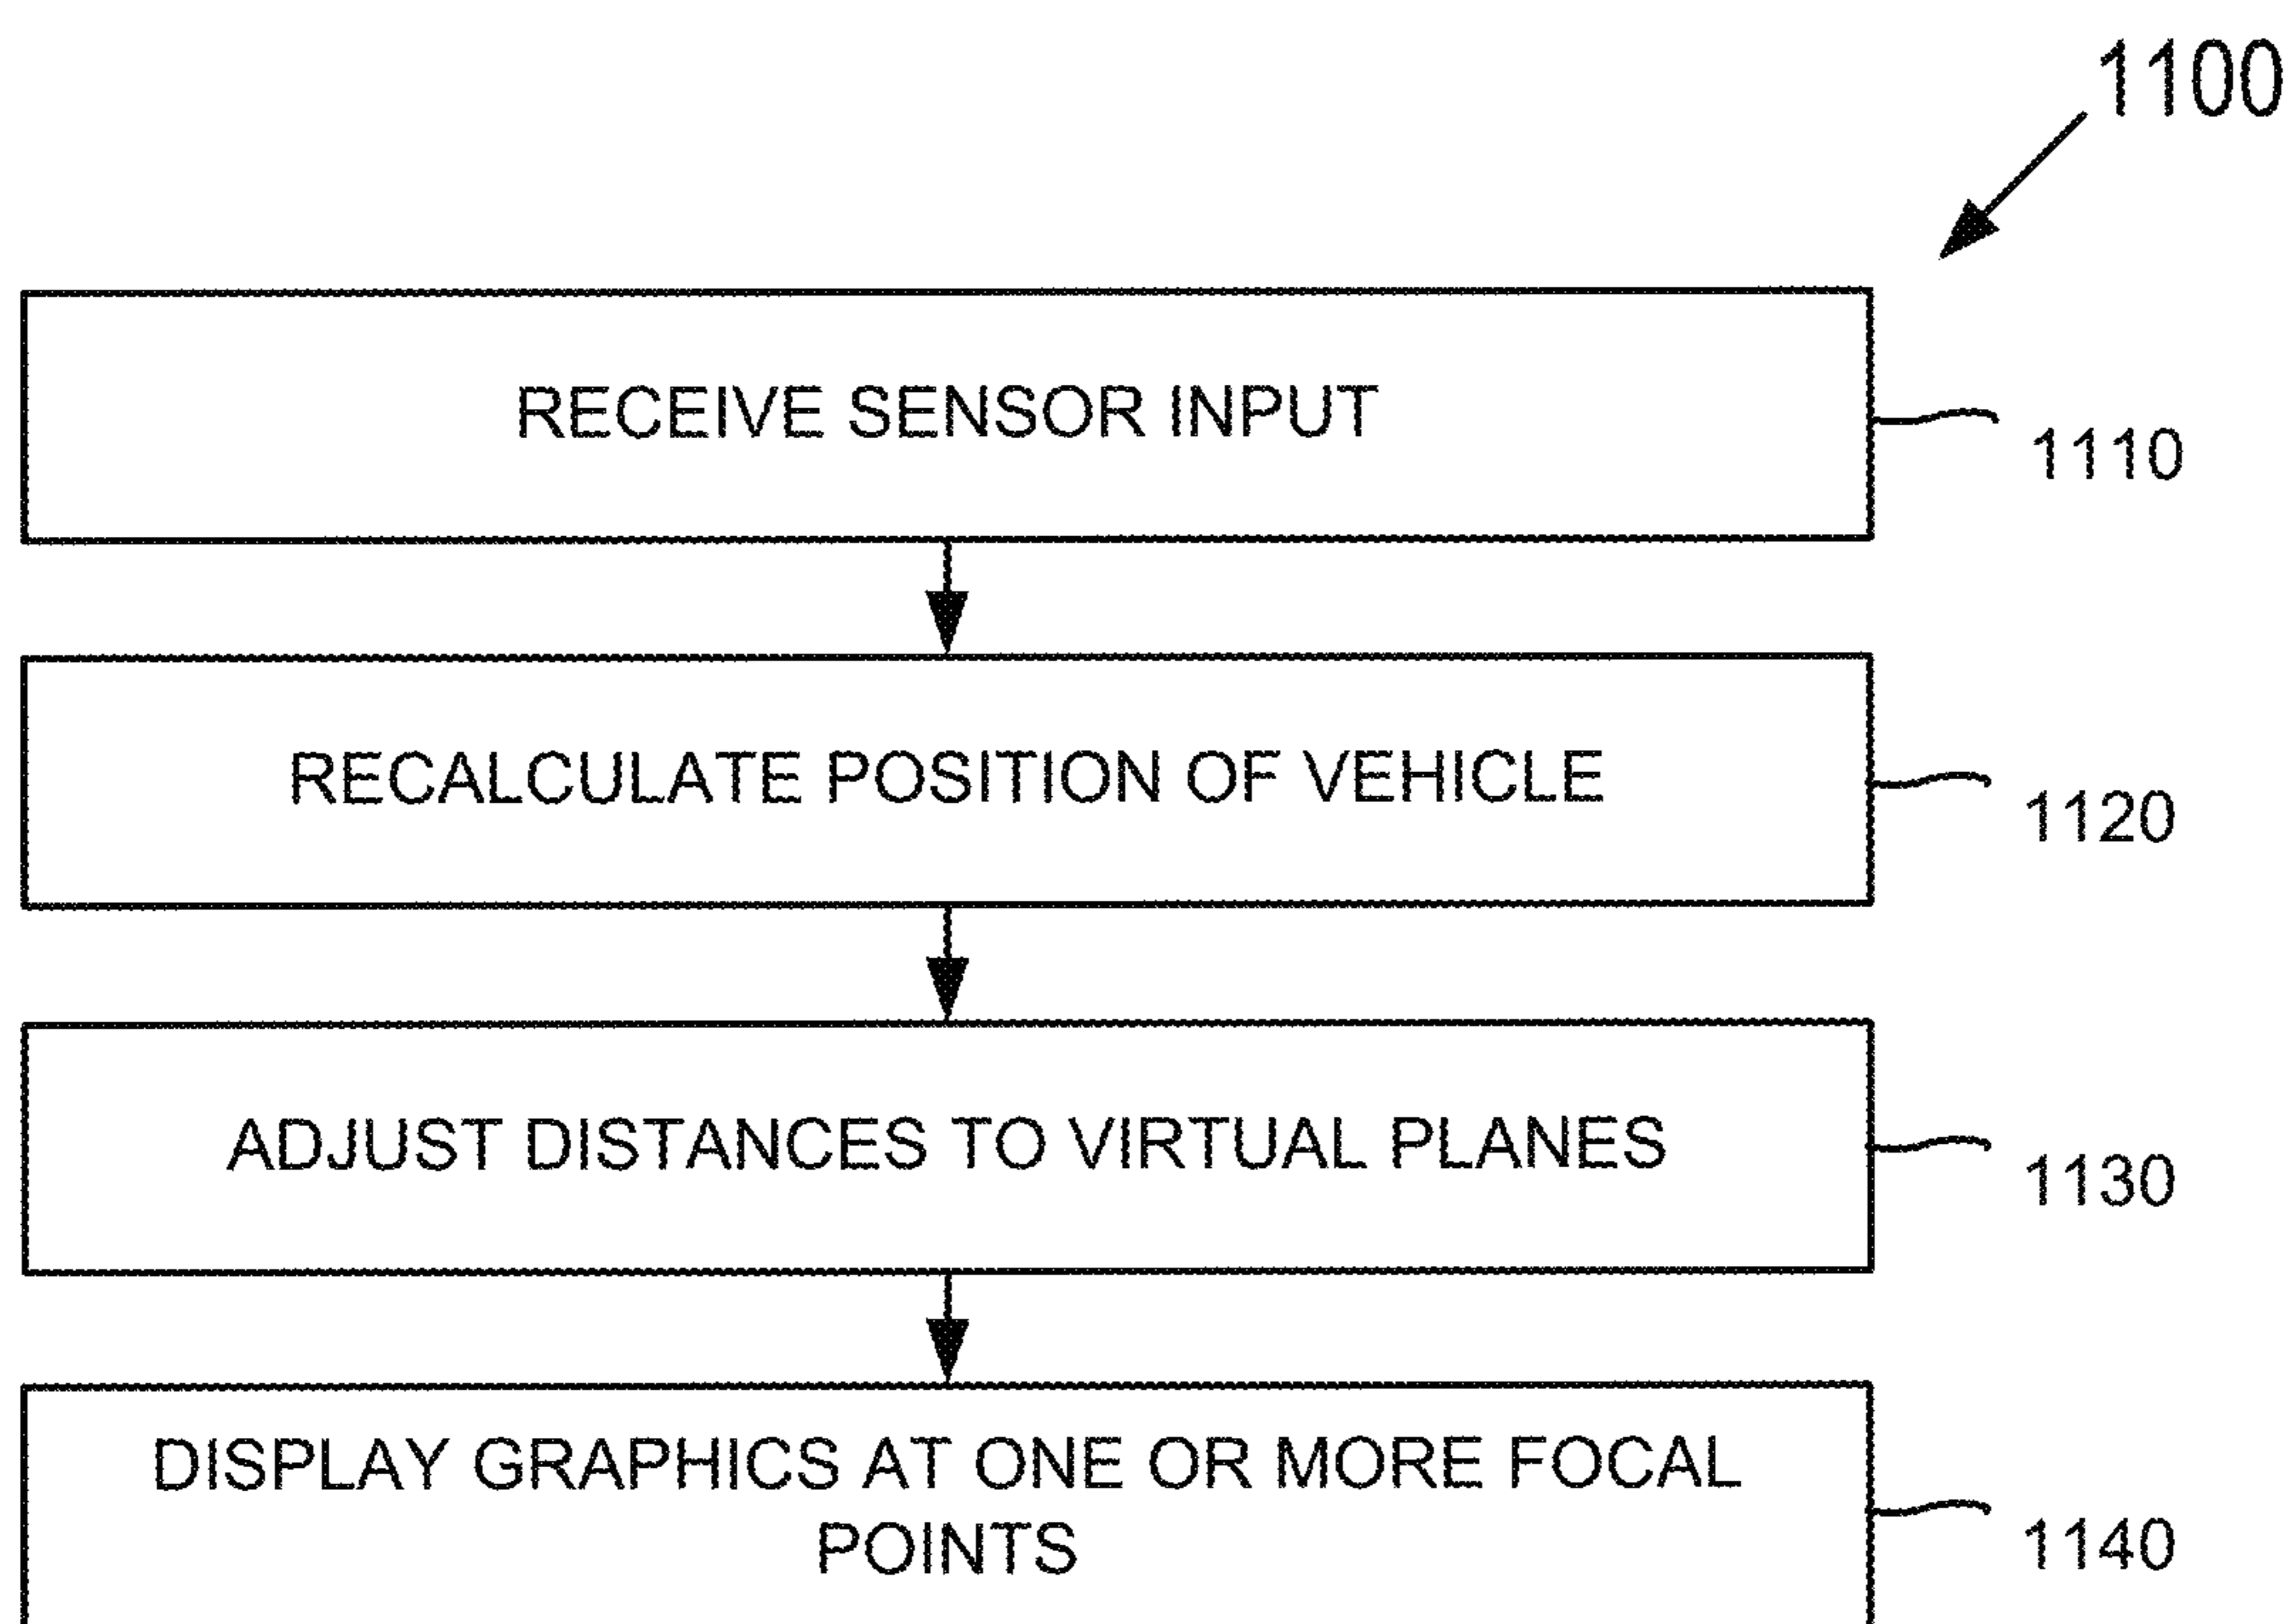 1100
RECEIVE SENSOR INPUT
1110
RECALCULATE POSITION OF VEHICLE
1120
ADJUST DISTANCES TO VIRTUAL PLANES
1130
DISPLAY GRAPHICS AT ONE OR MORE FOCAL
POINTS
1140